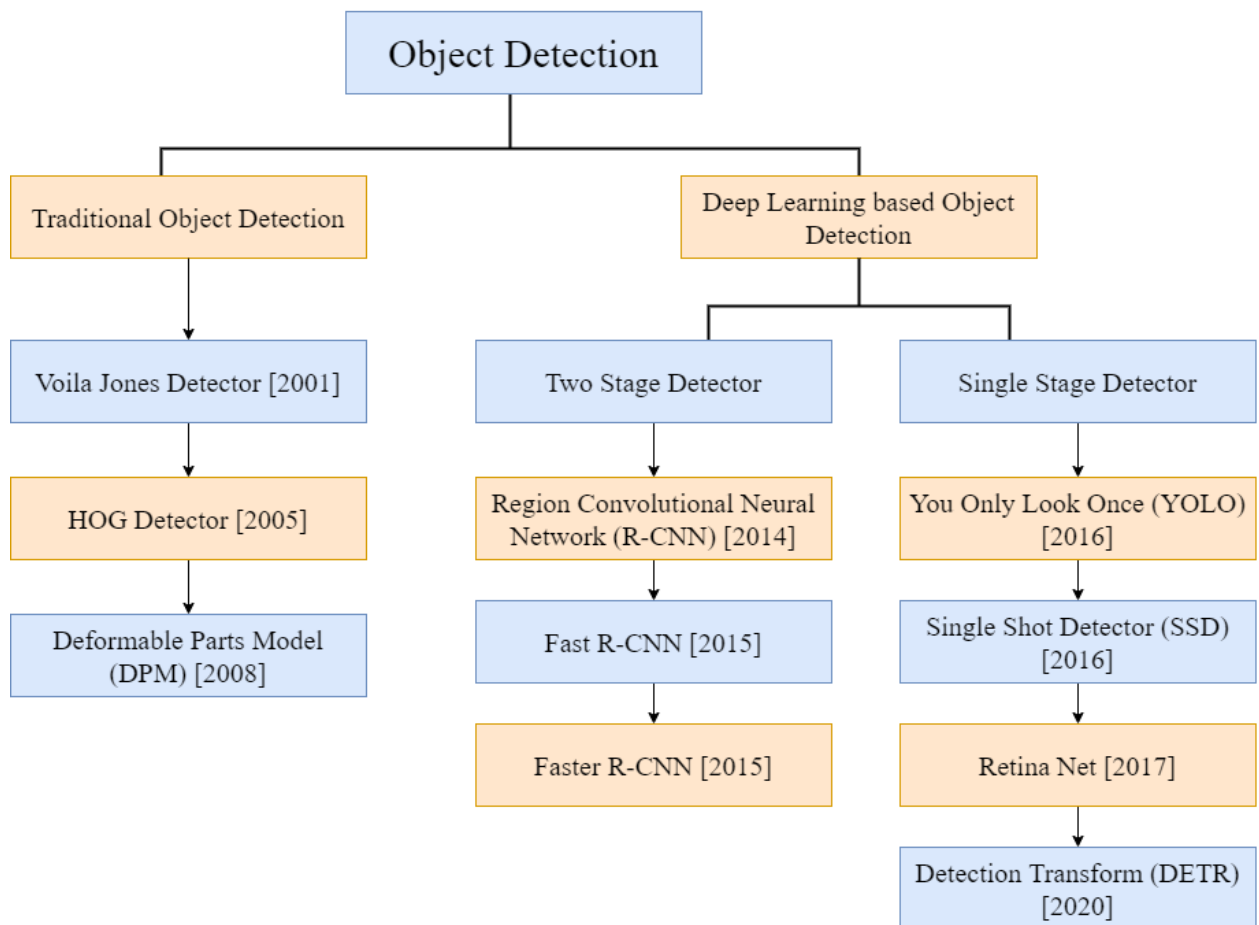 Object Detection
Traditional Object Detection
Deep Learning based Object
Detection
Voila Jones Detector [2001]
Two Stage Detector
Single Stage Detector
HOG Detector [2005]
Region Convolutional Neural
Network (R-CNN) [2014]
You Only Look Once (YOLO)
[2016]
Deformable Parts Model
(DPM) [2008]
Fast R-CNN [2015]
Single Shot Detector (SSD)
[2016]
Faster R-CNN [2015]
Retina Net [2017]
Detection Transform (DETR)
[2020]